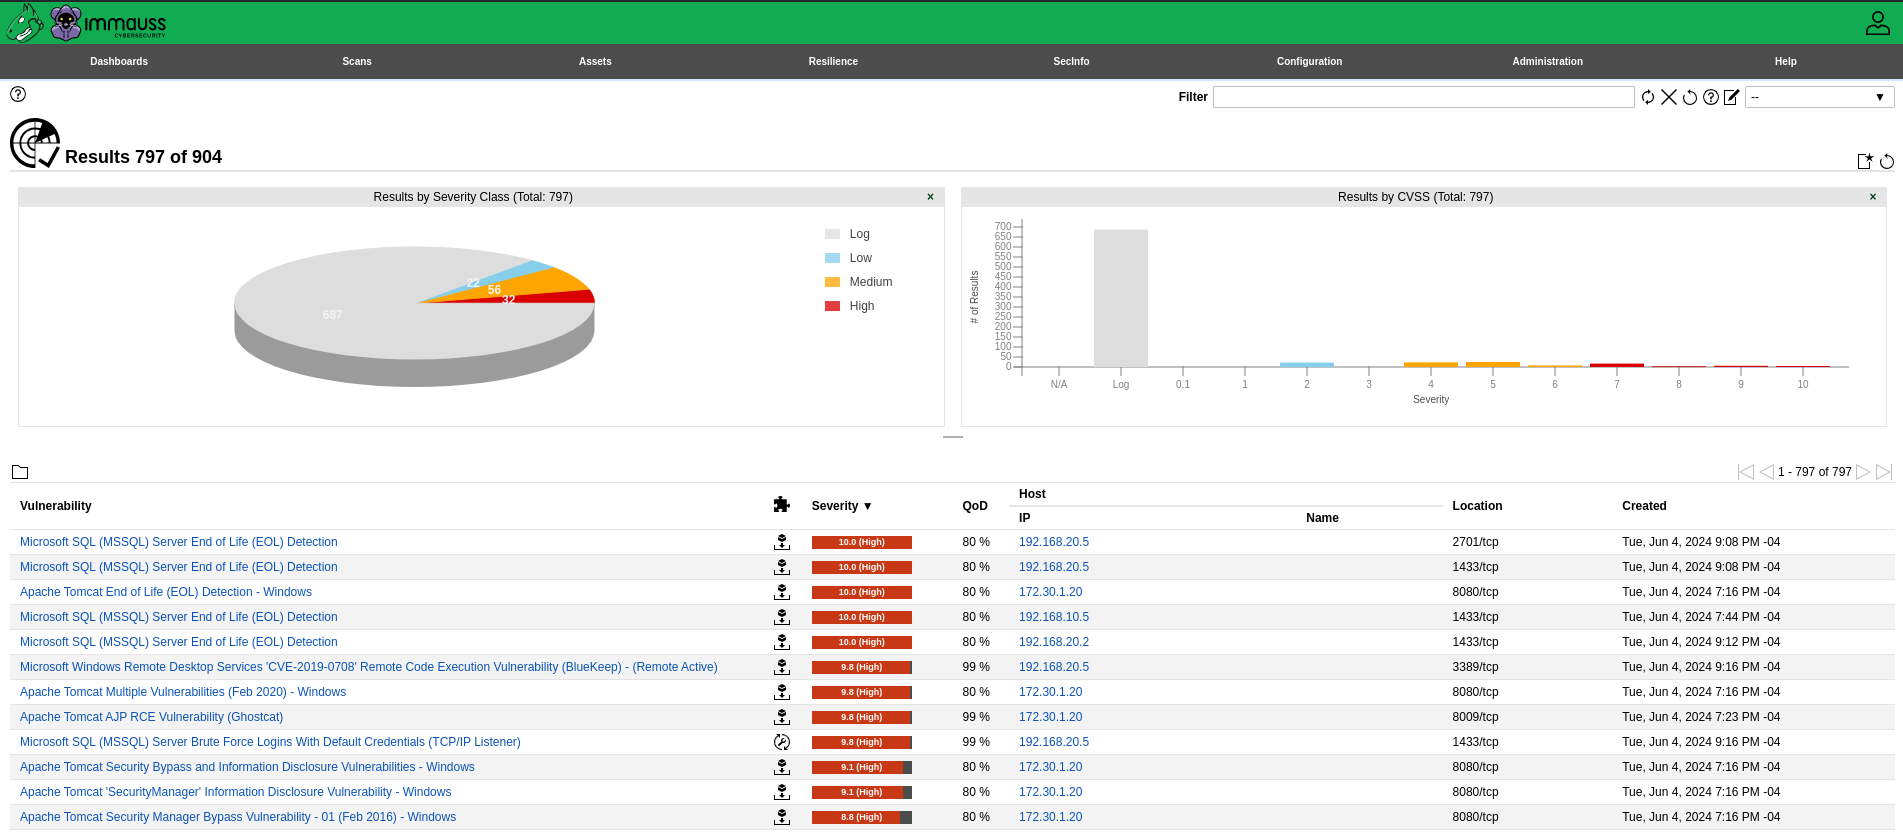 immauss
CYBERSECURITY
Dashboards Scans Assets Resilience SecInfo Configuration Administration Help
Filter -- ▼
Results 797 of 904
Results by Severity Class (Total: 797) ×
Log
Low
Medium
High
22
56
32
687
Results by CVSS (Total: 797) ×
# of Results
700
650
600
550
500
450
400
350
300
250
200
150
100
50
0
N/A Log 0.1 1 2 3 4 5 6 7 8 9 10
Severity
1 - 797 of 797
Vulnerability Severity ▼ QoD Host Location Created
IP Name
Microsoft SQL (MSSQL) Server End of Life (EOL) Detection 10.0 (High) 80 % 192.168.20.5 2701/tcp Tue, Jun 4, 2024 9:08 PM -04
Microsoft SQL (MSSQL) Server End of Life (EOL) Detection 10.0 (High) 80 % 192.168.20.5 1433/tcp Tue, Jun 4, 2024 9:08 PM -04
Apache Tomcat End of Life (EOL) Detection - Windows 10.0 (High) 80 % 172.30.1.20 8080/tcp Tue, Jun 4, 2024 7:16 PM -04
Microsoft SQL (MSSQL) Server End of Life (EOL) Detection 10.0 (High) 80 % 192.168.10.5 1433/tcp Tue, Jun 4, 2024 7:44 PM -04
Microsoft SQL (MSSQL) Server End of Life (EOL) Detection 10.0 (High) 80 % 192.168.20.2 1433/tcp Tue, Jun 4, 2024 9:12 PM -04
Microsoft Windows Remote Desktop Services 'CVE-2019-0708' Remote Code Execution Vulnerability (BlueKeep) - (Remote Active) 9.8 (High) 99 % 192.168.20.5 3389/tcp Tue, Jun 4, 2024 9:16 PM -04
Apache Tomcat Multiple Vulnerabilities (Feb 2020) - Windows 9.8 (High) 80 % 172.30.1.20 8080/tcp Tue, Jun 4, 2024 7:16 PM -04
Apache Tomcat AJP RCE Vulnerability (Ghostcat) 9.8 (High) 99 % 172.30.1.20 8009/tcp Tue, Jun 4, 2024 7:23 PM -04
Microsoft SQL (MSSQL) Server Brute Force Logins With Default Credentials (TCP/IP Listener) 9.8 (High) 99 % 192.168.20.5 1433/tcp Tue, Jun 4, 2024 9:16 PM -04
Apache Tomcat Security Bypass and Information Disclosure Vulnerabilities - Windows 9.1 (High) 80 % 172.30.1.20 8080/tcp Tue, Jun 4, 2024 7:16 PM -04
Apache Tomcat 'SecurityManager' Information Disclosure Vulnerability - Windows 9.1 (High) 80 % 172.30.1.20 8080/tcp Tue, Jun 4, 2024 7:16 PM -04
Apache Tomcat Security Manager Bypass Vulnerability - 01 (Feb 2016) - Windows 8.8 (High) 80 % 172.30.1.20 8080/tcp Tue, Jun 4, 2024 7:16 PM -04